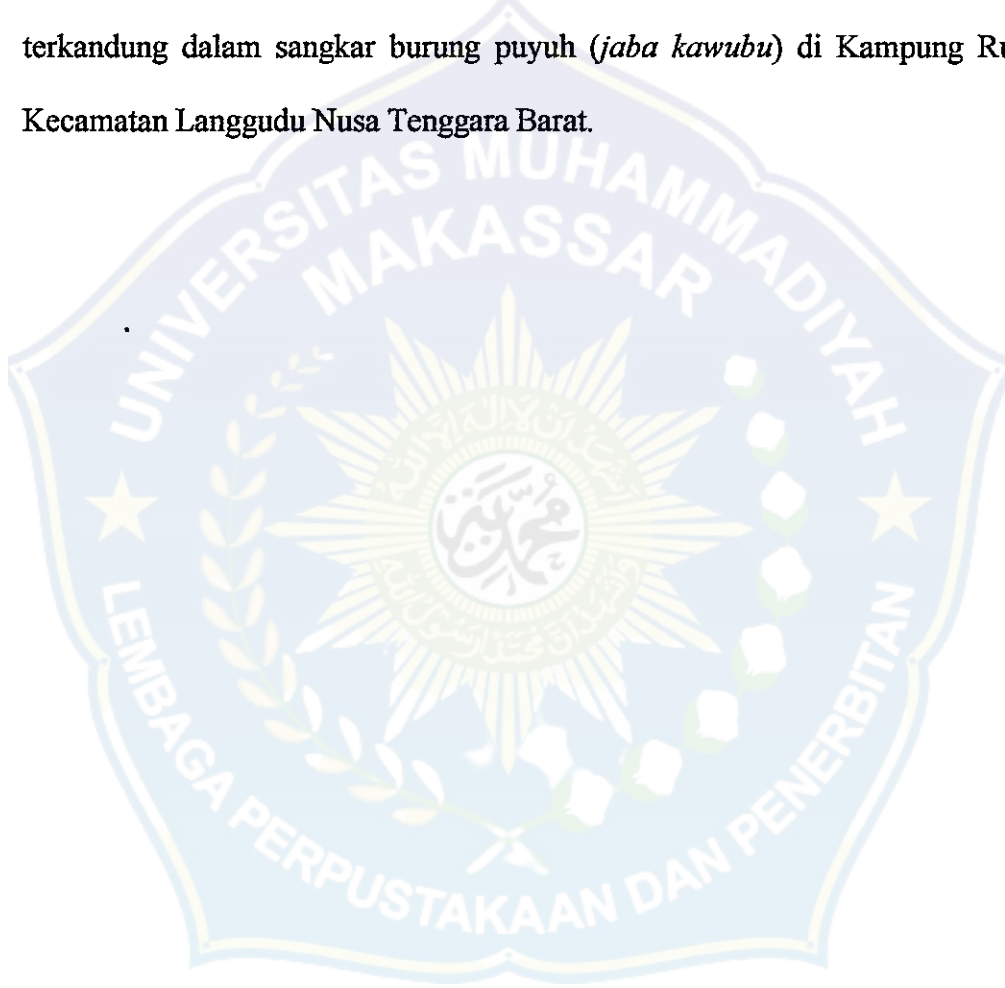 terkandung dalam sangkar burung puyuh (jaba kawubu) di Kampung
Kecamatan Langgudu Nusa Tenggara Barat.
UNIVERSITAS MUHAMMADIYAH
MAKASSAR
LEMBAGA PERPUSTAKAAN DAN PENERBITAN